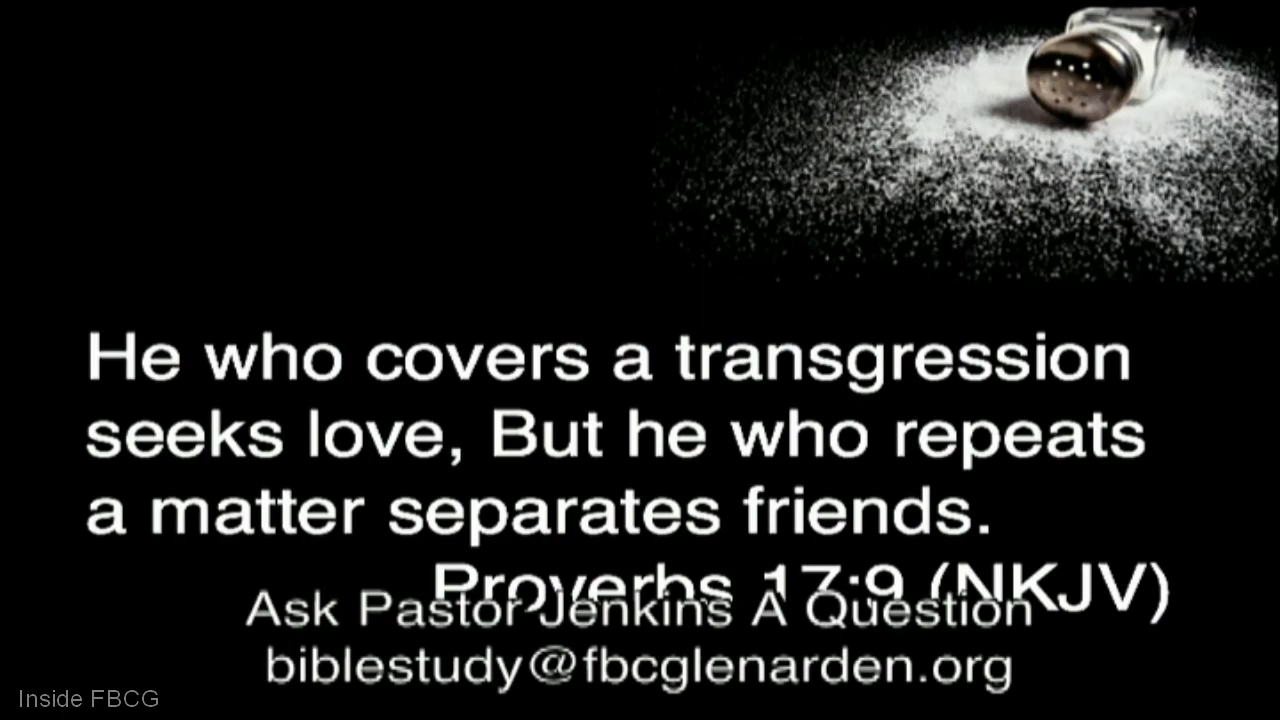 He who covers a transgression
seeks love, But he who repeats
a matter separates friends.
Proverbs 17:9 (NKJV)
Ask Pastor Jenkins A Question
biblestudy@fbcglenarden.org
Inside FBCG